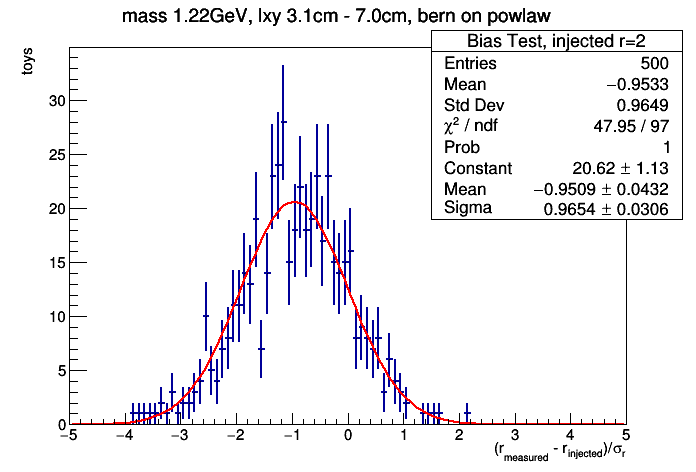 mass 1.22GeV, lxy 3.1cm - 7.0cm, bern on powlaw
Bias Test, injected r=2
Entries 500
Mean −0.9533
Std Dev 0.9649
χ² / ndf 47.95 / 97
Prob 1
Constant 20.62 ± 1.13
Mean −0.9509 ± 0.0432
Sigma 0.9654 ± 0.0306
toys
30
25
20
15
10
5
0
−5 −4 −3 −2 −1 0 1 2 3 4 5
(r_measured - r_injected)/σ_r